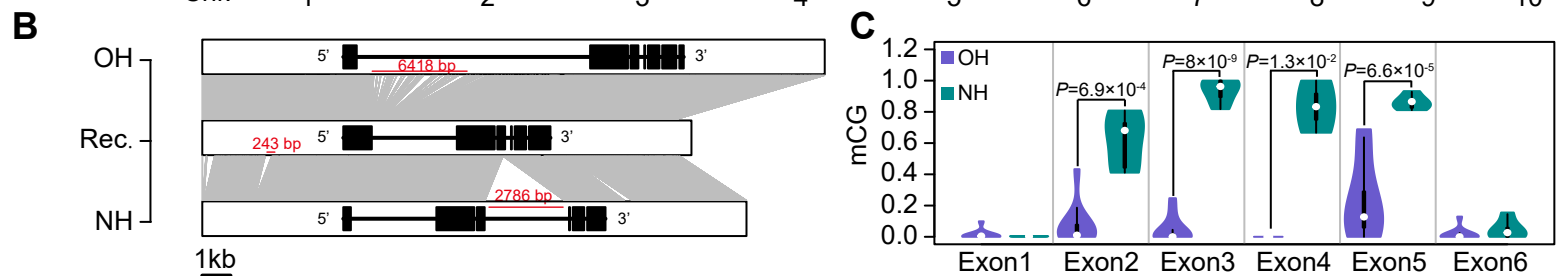 B
OH
5’
3’
6418 bp
Rec.
243 bp
5’
3’
NH
2786 bp
5’
3’
1kb
C
mCG
1.2
1.0
0.8
0.6
0.4
0.2
0.0
OH
NH
P=6.9×10-4
P=8×10-9
P=1.3×10-2
P=6.6×10-5
Exon1 Exon2 Exon3 Exon4 Exon5 Exon6